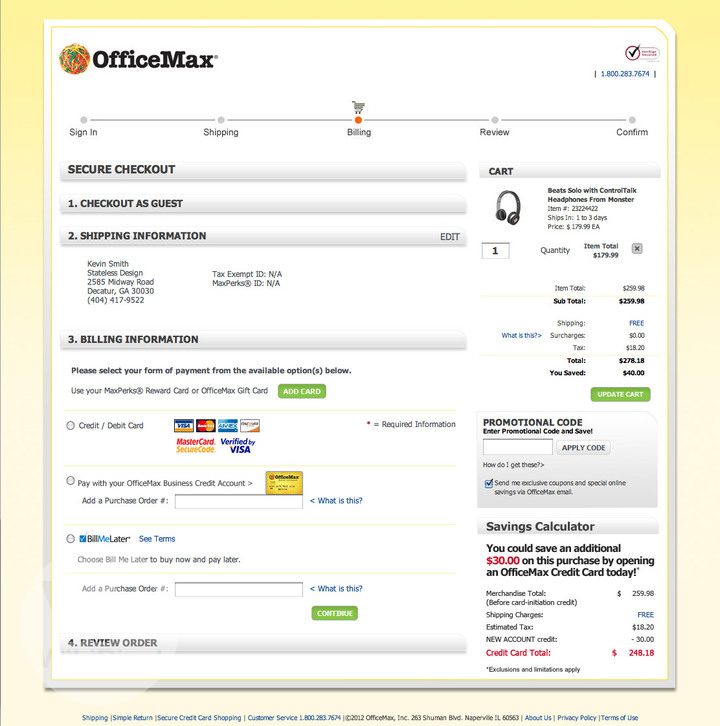 OfficeMax®
| 1.800.283.7674 |
Sign In
Shipping
Billing
Review
Confirm
SECURE CHECKOUT
1. CHECKOUT AS GUEST
2. SHIPPING INFORMATION
EDIT
Kevin Smith
Stateless Design
2585 Midway Road
Decatur, GA 30030
(404) 417-9522
Tax Exempt ID: N/A
MaxPerks® ID: N/A
3. BILLING INFORMATION
Please select your form of payment from the available option(s) below.
Use your MaxPerks® Reward Card or OfficeMax Gift Card
ADD CARD
Credit / Debit Card
VISA
MasterCard
AMEX
DISCOVER
* = Required Information
MasterCard. Verified by
SecureCode. VISA
Pay with your OfficeMax Business Credit Account >
OfficeMax
Add a Purchase Order #:
< What is this?
BillMeLater®
See Terms
Choose Bill Me Later to buy now and pay later.
Add a Purchase Order #:
< What is this?
CONTINUE
4. REVIEW ORDER
CART
Beats Solo with ControlTalk
Headphones From Monster
Item #: 23224422
Ships In: 1 to 3 days
Price: $ 179.99 EA
1
Quantity
Item Total
$179.99
x
Item Total: $259.98
Sub Total: $259.98
Shipping: FREE
What is this?> Surcharges: $0.00
Tax: $18.20
Total: $278.18
You Saved: $40.00
UPDATE CART
PROMOTIONAL CODE
Enter Promotional Code and Save!
APPLY CODE
How do I get these?>
Send me exclusive coupons and special online
savings via OfficeMax email.
Savings Calculator
You could save an additional
$30.00 on this purchase by opening
an OfficeMax Credit Card today!*
Merchandise Total: $ 259.98
(Before card-initiation credit)
Shipping Charges: FREE
Estimated Tax: $18.20
NEW ACCOUNT credit: - 30.00
Credit Card Total: $ 248.18
*Exclusions and limitations apply
Shipping |Simple Return |Secure Credit Card Shopping | Customer Service 1.800.283.7674 |©2012 OfficeMax, Inc. 263 Shuman Blvd. Naperville IL 60563 | About Us | Privacy Policy |Terms of Use